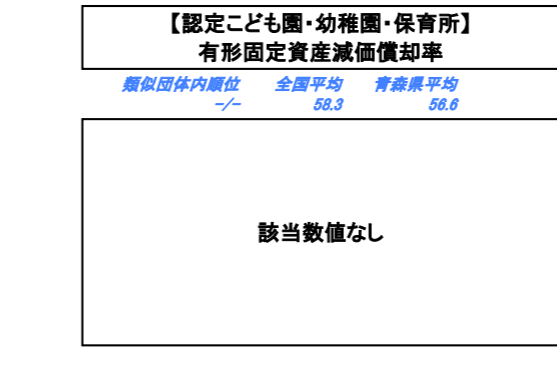 【認定こども園・幼稚園・保育所】
有形固定資産減価償却率
類似団体内順位 全国平均 青森県平均
-/- 58.3 56.6
該当数値なし